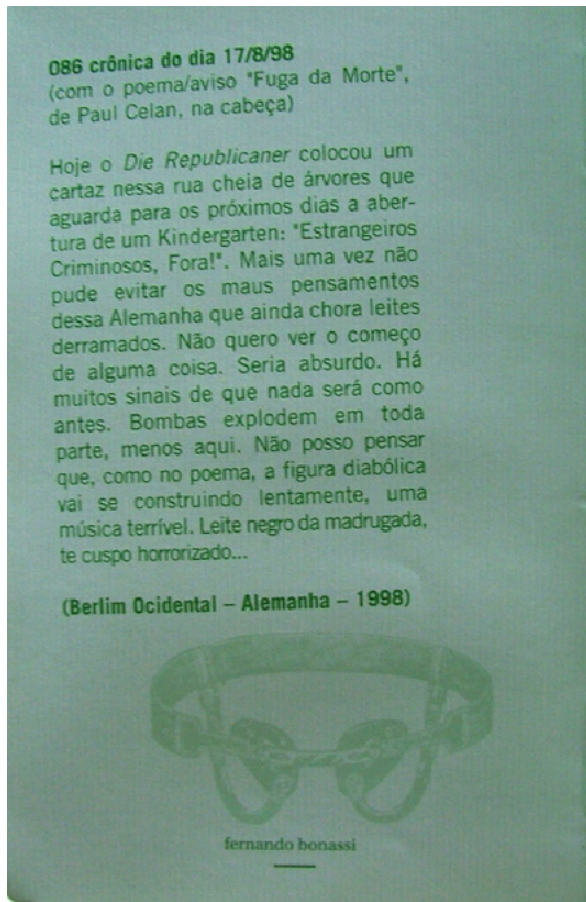 086 crônica do dia 17/8/98
(com o poema/aviso "Fuga da Morte",
de Paul Celan, na cabeça)
Hoje o Die Republicaner colocou um
cartaz nessa rua cheia de árvores que
aguarda para os próximos dias a aber-
tura de um Kindergarten: "Estrangeiros
Criminosos, Fora!". Mais uma vez não
pude evitar os maus pensamentos
dessa Alemanha que ainda chora leites
derramados. Não quero ver o começo
de alguma coisa. Seria absurdo. Há
muitos sinais de que nada será como
antes. Bombas explodem em toda
parte, menos aqui. Não posso pensar
que, como no poema, a figura diabólica
vai se construindo lentamente, uma
música terrível. Leite negro da madrugada,
te cuspo horrorizado...
(Berlim Ocidental – Alemanha – 1998)
fernando bonassi